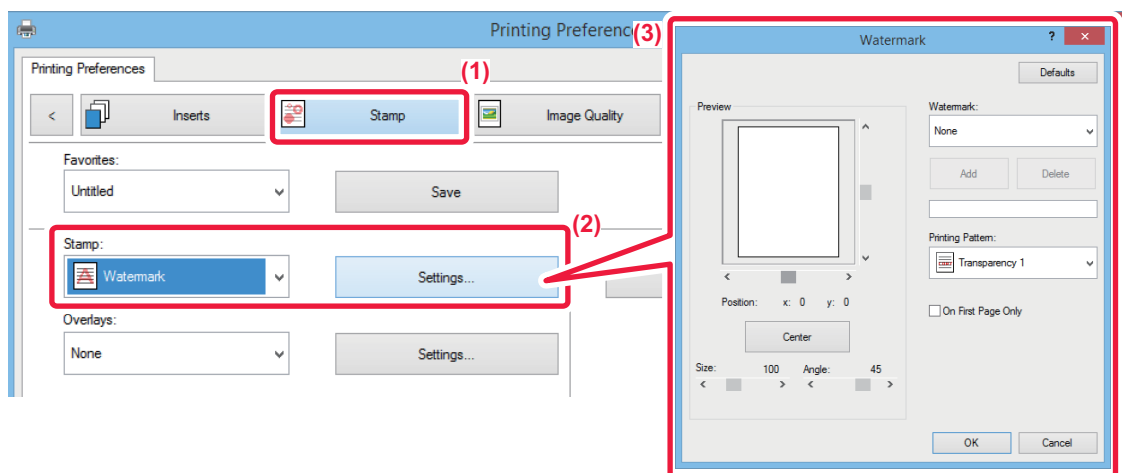 Printing Preferenc
(3)
Watermark
?
×
Printing Preferences
(1)
Defaults
<
Inserts
Stamp
Image Quality
Preview
Watermark:
None
Favorites:
Untitled
Save
Add
Delete
(2)
Stamp:
Watermark
Settings...
Printing Pattern:
Transparency 1
Position: x: 0 y: 0
On First Page Only
Overlays:
None
Settings...
Center
Size: 100 Angle: 45
< > < >
OK
Cancel